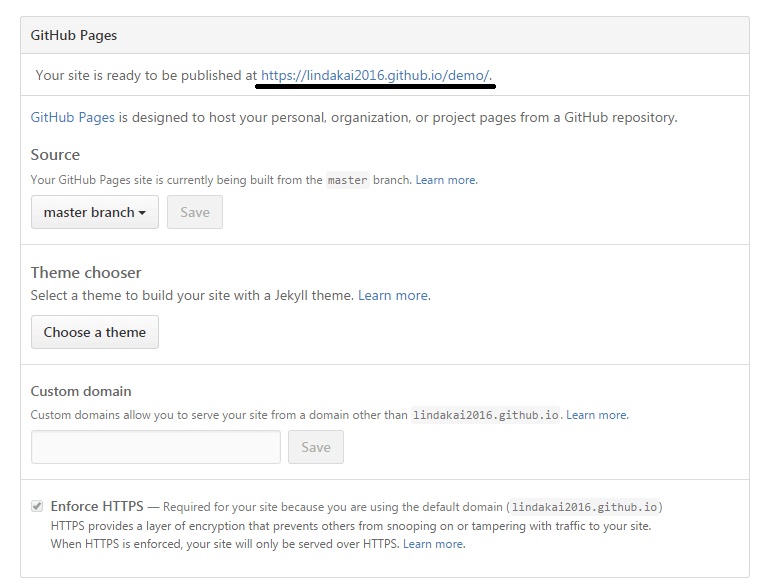 GitHub Pages
Your site is ready to be published at https://lindakai2016.github.io/demo/.
GitHub Pages is designed to host your personal, organization, or project pages from a GitHub repository.
Source
Your GitHub Pages site is currently being built from the master branch. Learn more.
master branch Save
Theme chooser
Select a theme to build your site with a Jekyll theme. Learn more.
Choose a theme
Custom domain
Custom domains allow you to serve your site from a domain other than lindakai2016.github.io. Learn more.
Save
Enforce HTTPS — Required for your site because you are using the default domain (lindakai2016.github.io)
HTTPS provides a layer of encryption that prevents others from snooping on or tampering with traffic to your site.
When HTTPS is enforced, your site will only be served over HTTPS. Learn more.